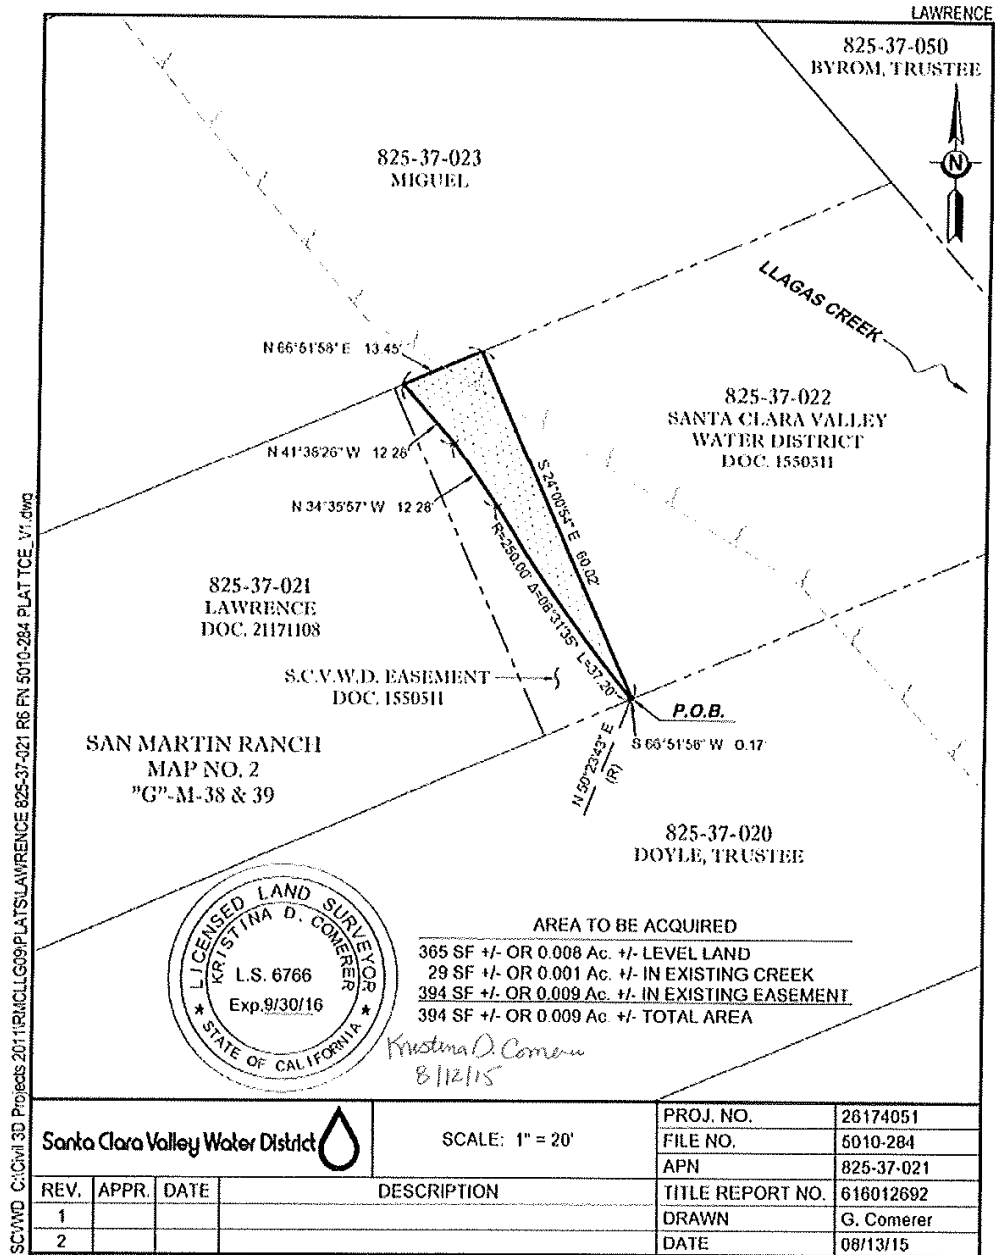 LAWRENCE
825-37-050
BYROM, TRUSTEE
N
825-37-023
MIGUEL
LLAGAS CREEK
N 66°51'58" E 13.45'
825-37-022
SANTA CLARA VALLEY
WATER DISTRICT
DOC. 1550511
N 41°36'26" W 12.26'
N 34°35'57" W 12.28'
S 24°00'54" E 60.02'
R=250.00' Δ=08°31'35" L=37.20'
825-37-021
LAWRENCE
DOC. 21171108
S.C.V.W.D. EASEMENT
DOC. 1550511
P.O.B.
S 66°51'58" W 0.17'
N 50°23'43" E
(R)
SAN MARTIN RANCH
MAP NO. 2
"G"-M-38 & 39
825-37-020
DOYLE, TRUSTEE
LICENSED LAND SURVEYOR
KRISTINA D. COMERER
L.S. 6766
Exp.9/30/16
★ STATE OF CALIFORNIA ★
AREA TO BE ACQUIRED
365 SF +/- OR 0.008 Ac. +/- LEVEL LAND
29 SF +/- OR 0.001 Ac. +/- IN EXISTING CREEK
394 SF +/- OR 0.009 Ac. +/- IN EXISTING EASEMENT
394 SF +/- OR 0.009 Ac. +/- TOTAL AREA
Kristina D. Comerer
8/12/15
SCVWD C:\Civil 3D Projects 2011\RMC\LLG09\PLATS\LAWRENCE 825-37-021 R6 FN 5010-284 PLAT TCE_V1.dwg
Santa Clara Valley Water District
SCALE: 1" = 20'
PROJ. NO. 26174051
FILE NO. 5010-284
APN 825-37-021
REV. APPR. DATE DESCRIPTION
TITLE REPORT NO. 616012692
1
DRAWN G. Comerer
2
DATE 08/13/15